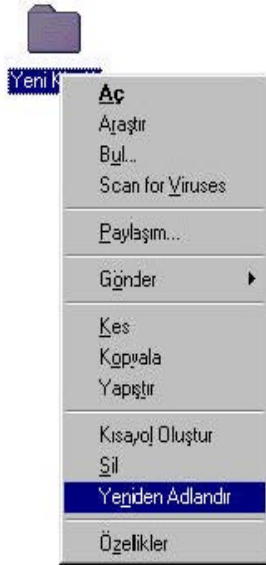 Yeni
Aç
Araştır
Bul...
Scan for Viruses
Paylaşım...
Gönder
Kes
Kopyala
Yapıştır
Kısayol Oluştur
Sil
Yeniden Adlandır
Özelikler